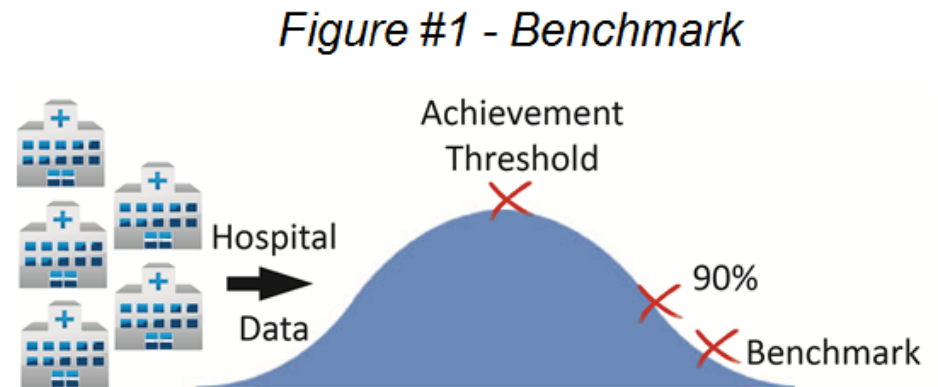 Figure #1 - Benchmark
Achievement
Threshold
Hospital
Data
90%
Benchmark